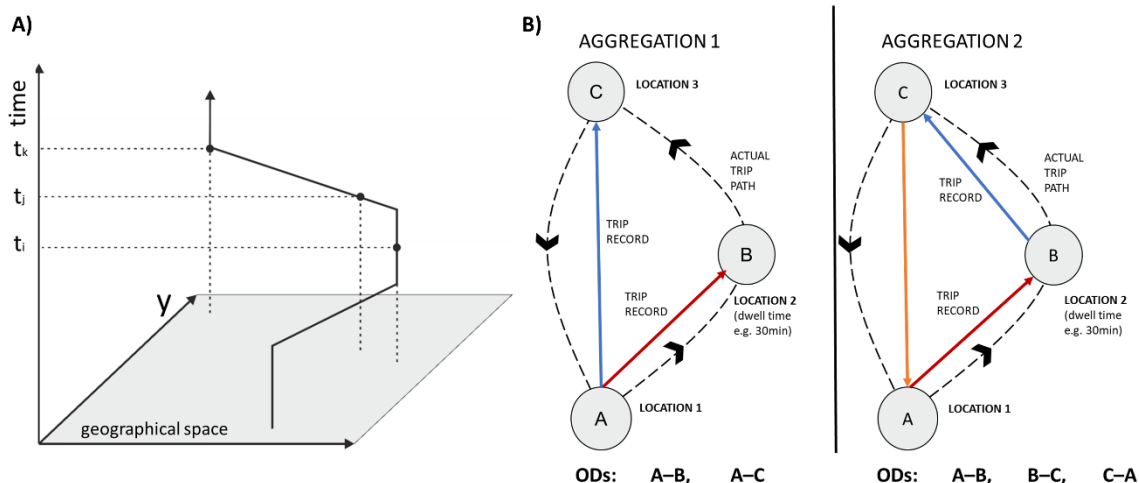 A)
time
tk
tj
ti
y
geographical space
B)
AGGREGATION 1
C
LOCATION 3
ACTUAL
TRIP
PATH
TRIP
RECORD
B
TRIP
RECORD
LOCATION 2
(dwell time
e.g. 30min)
A
LOCATION 1
ODs: A–B, A–C
AGGREGATION 2
C
LOCATION 3
ACTUAL
TRIP
PATH
TRIP
RECORD
B
TRIP
RECORD
LOCATION 2
(dwell time
e.g. 30min)
A
LOCATION 1
ODs: A–B, B–C, C–A